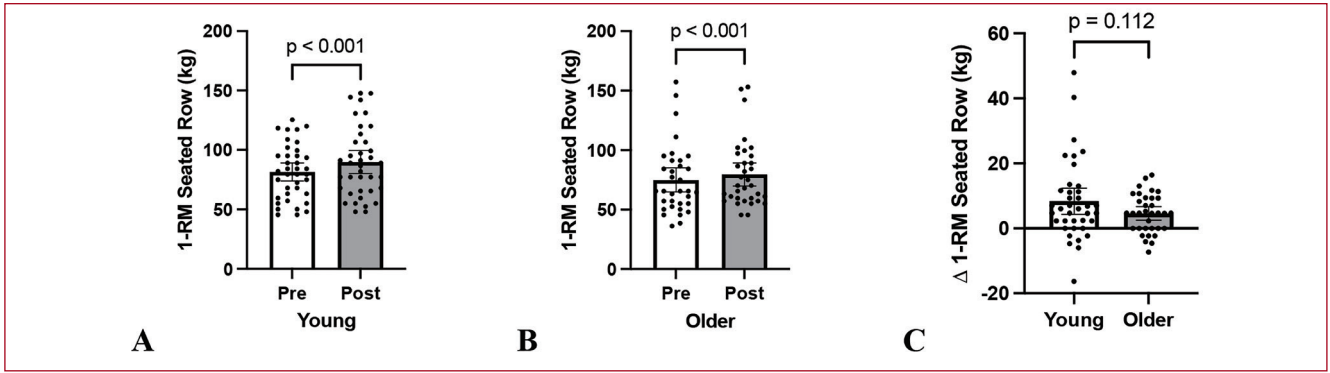 p < 0.001
1-RM Seated Row (kg)
200
150
100
50
0
Pre Post
Young
A
p < 0.001
1-RM Seated Row (kg)
200
150
100
50
0
Pre Post
Older
B
p = 0.112
Δ 1-RM Seated Row (kg)
60
40
20
0
-20
Young Older
C